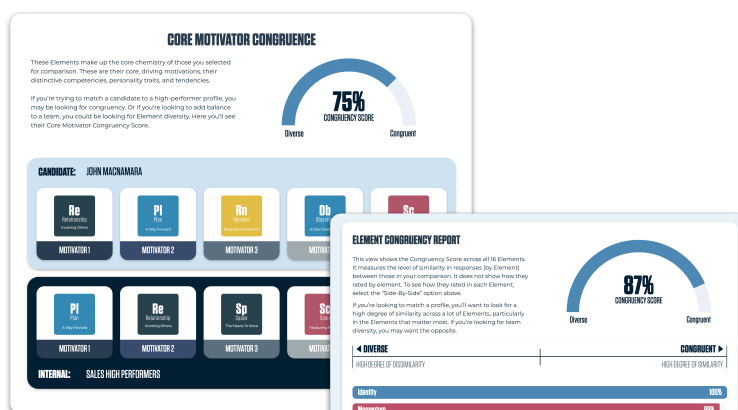 CORE MOTIVATOR CONGRUENCE
These Elements make up the core chemistry of those you selected
for comparison. These are their core, driving motivations, their
distinctive competencies, personality traits, and tendencies.
If you're trying to match a candidate to a high-performer profile, you
may be looking for congruency. Or if you're looking to add balance
to a team, you could be looking for Element diversity. Here you'll see
their Core Motivator Congruency Score.
75%
CONGRUENCY SCORE
Diverse
Congruent
CANDIDATE: JOHN MACNAMARA
Re
Relationship
Involving Others
MOTIVATOR 1
Pl
Plan
A Way Forward
MOTIVATOR 2
Rn
MOTIVATOR 3
Ob
Sc
Pl
Plan
A Way Forward
MOTIVATOR 1
Re
Relationship
Involving Others
MOTIVATOR 2
Sp
Space
The Means To Move
MOTIVATOR 3
INTERNAL: SALES HIGH PERFORMERS
ELEMENT CONGRUENCY REPORT
This view shows the Congruency Score across all 16 Elements.
It measures the level of similarity in responses (by Element)
between those in your comparison. It does not show how they
rated by element. To see how they rated in each Element,
select the "Side-By-Side" option above.
If you're looking to match a profile, you'll want to look for a
high degree of similarity across a lot of Elements, particularly
in the Elements that matter most. If you're looking for team
diversity, you may want the opposite.
87%
CONGRUENCY SCORE
Diverse
Congruent
DIVERSE
CONGRUENT
HIGH DEGREE OF DISSIMILARITY
HIGH DEGREE OF SIMILARITY
Identity 100%
Momentum 99%